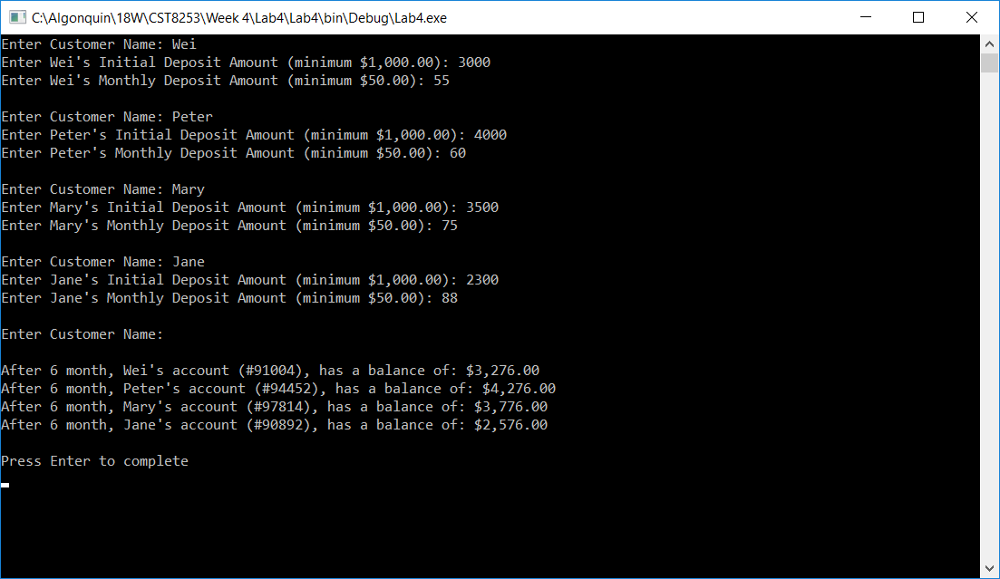 C:\Algonquin\18W\CST8253\Week 4\Lab4\Lab4\bin\Debug\Lab4.exe
Enter Customer Name: Wei
Enter Wei's Initial Deposit Amount (minimum $1,000.00): 3000
Enter Wei's Monthly Deposit Amount (minimum $50.00): 55
Enter Customer Name: Peter
Enter Peter's Initial Deposit Amount (minimum $1,000.00): 4000
Enter Peter's Monthly Deposit Amount (minimum $50.00): 60
Enter Customer Name: Mary
Enter Mary's Initial Deposit Amount (minimum $1,000.00): 3500
Enter Mary's Monthly Deposit Amount (minimum $50.00): 75
Enter Customer Name: Jane
Enter Jane's Initial Deposit Amount (minimum $1,000.00): 2300
Enter Jane's Monthly Deposit Amount (minimum $50.00): 88
Enter Customer Name:
After 6 month, Wei's account (#91004), has a balance of: $3,276.00
After 6 month, Peter's account (#94452), has a balance of: $4,276.00
After 6 month, Mary's account (#97814), has a balance of: $3,776.00
After 6 month, Jane's account (#90892), has a balance of: $2,576.00
Press Enter to complete